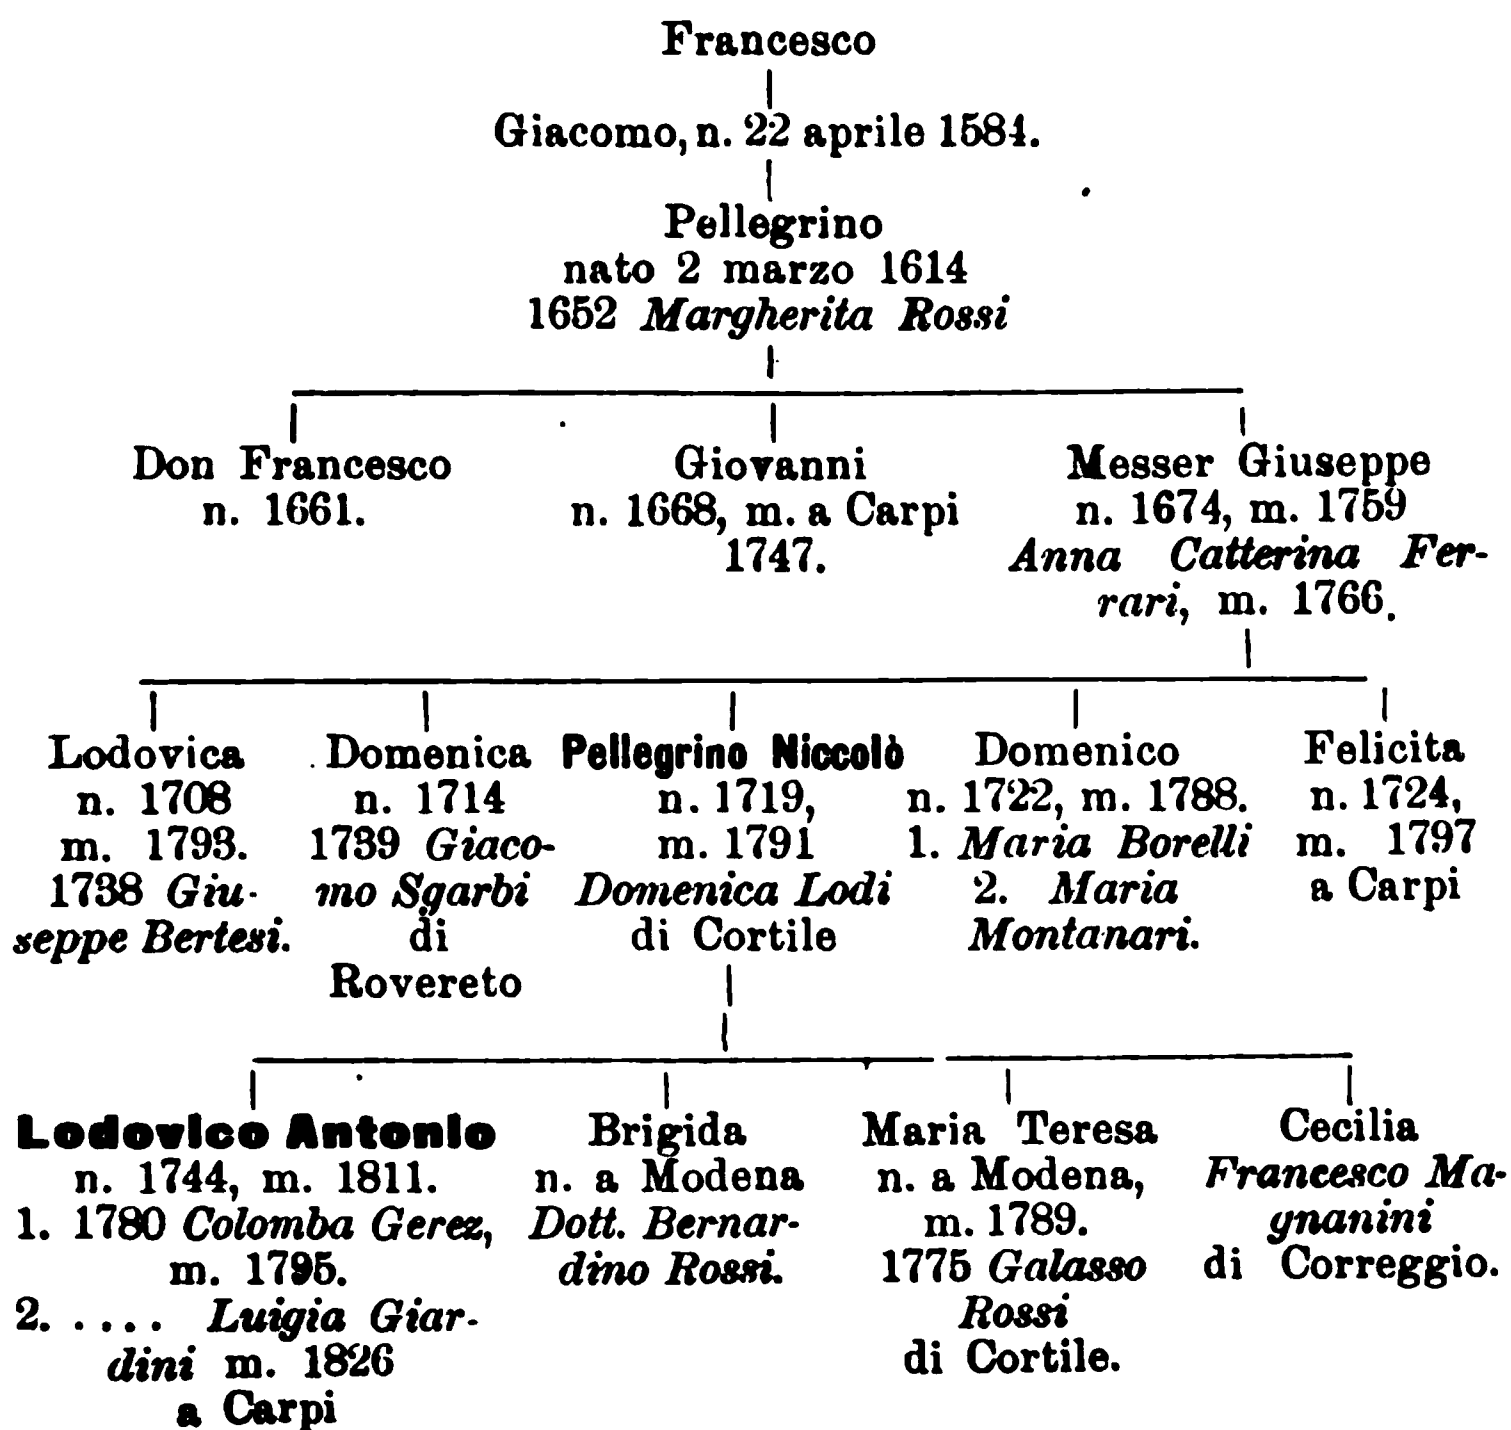 Francesco
Giacomo, n. 22 aprile 1584.
Pellegrino
nato 2 marzo 1614
1652 Margherita Rossi
Don Francesco
n. 1661.
Giovanni
n. 1668, m. a Carpi
1747.
Messer Giuseppe
n. 1674, m. 1759
Anna Catterina Fer-
rari, m. 1766.
Lodovica
n. 1708
m. 1793.
1738 Giu-
seppe Bertesi.
Domenica
n. 1714
1739 Giaco-
mo Sgarbi
di
Rovereto
Pellegrino Niccolò
n. 1719,
m. 1791
Domenica Lodi
di Cortile
Domenico
n. 1722, m. 1788.
1. Maria Borelli
2. Maria
Montanari.
Felicita
n. 1724,
m. 1797
a Carpi
Lodovico Antonio
n. 1744, m. 1811.
1. 1780 Colomba Gerez,
m. 1795.
2. .... Luigia Giar-
dini m. 1826
a Carpi
Brigida
n. a Modena
Dott. Bernar-
dino Rossi.
Maria Teresa
n. a Modena,
m. 1789.
1775 Galasso
Rossi
di Cortile.
Cecilia
Francesco Ma-
gnanini
di Correggio.